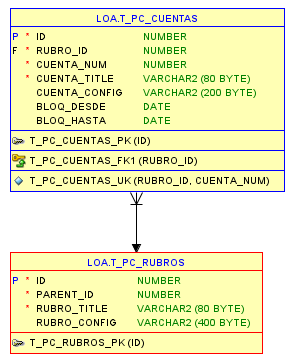 LOA.T_PC_CUENTAS
P * ID NUMBER
F * RUBRO_ID NUMBER
* CUENTA_NUM NUMBER
* CUENTA_TITLE VARCHAR2 (80 BYTE)
CUENTA_CONFIG VARCHAR2 (200 BYTE)
BLOQ_DESDE DATE
BLOQ_HASTA DATE
T_PC_CUENTAS_PK (ID)
T_PC_CUENTAS_FK1 (RUBRO_ID)
T_PC_CUENTAS_UK (RUBRO_ID, CUENTA_NUM)
LOA.T_PC_RUBROS
P * ID NUMBER
* PARENT_ID NUMBER
* RUBRO_TITLE VARCHAR2 (80 BYTE)
RUBRO_CONFIG VARCHAR2 (400 BYTE)
T_PC_RUBROS_PK (ID)